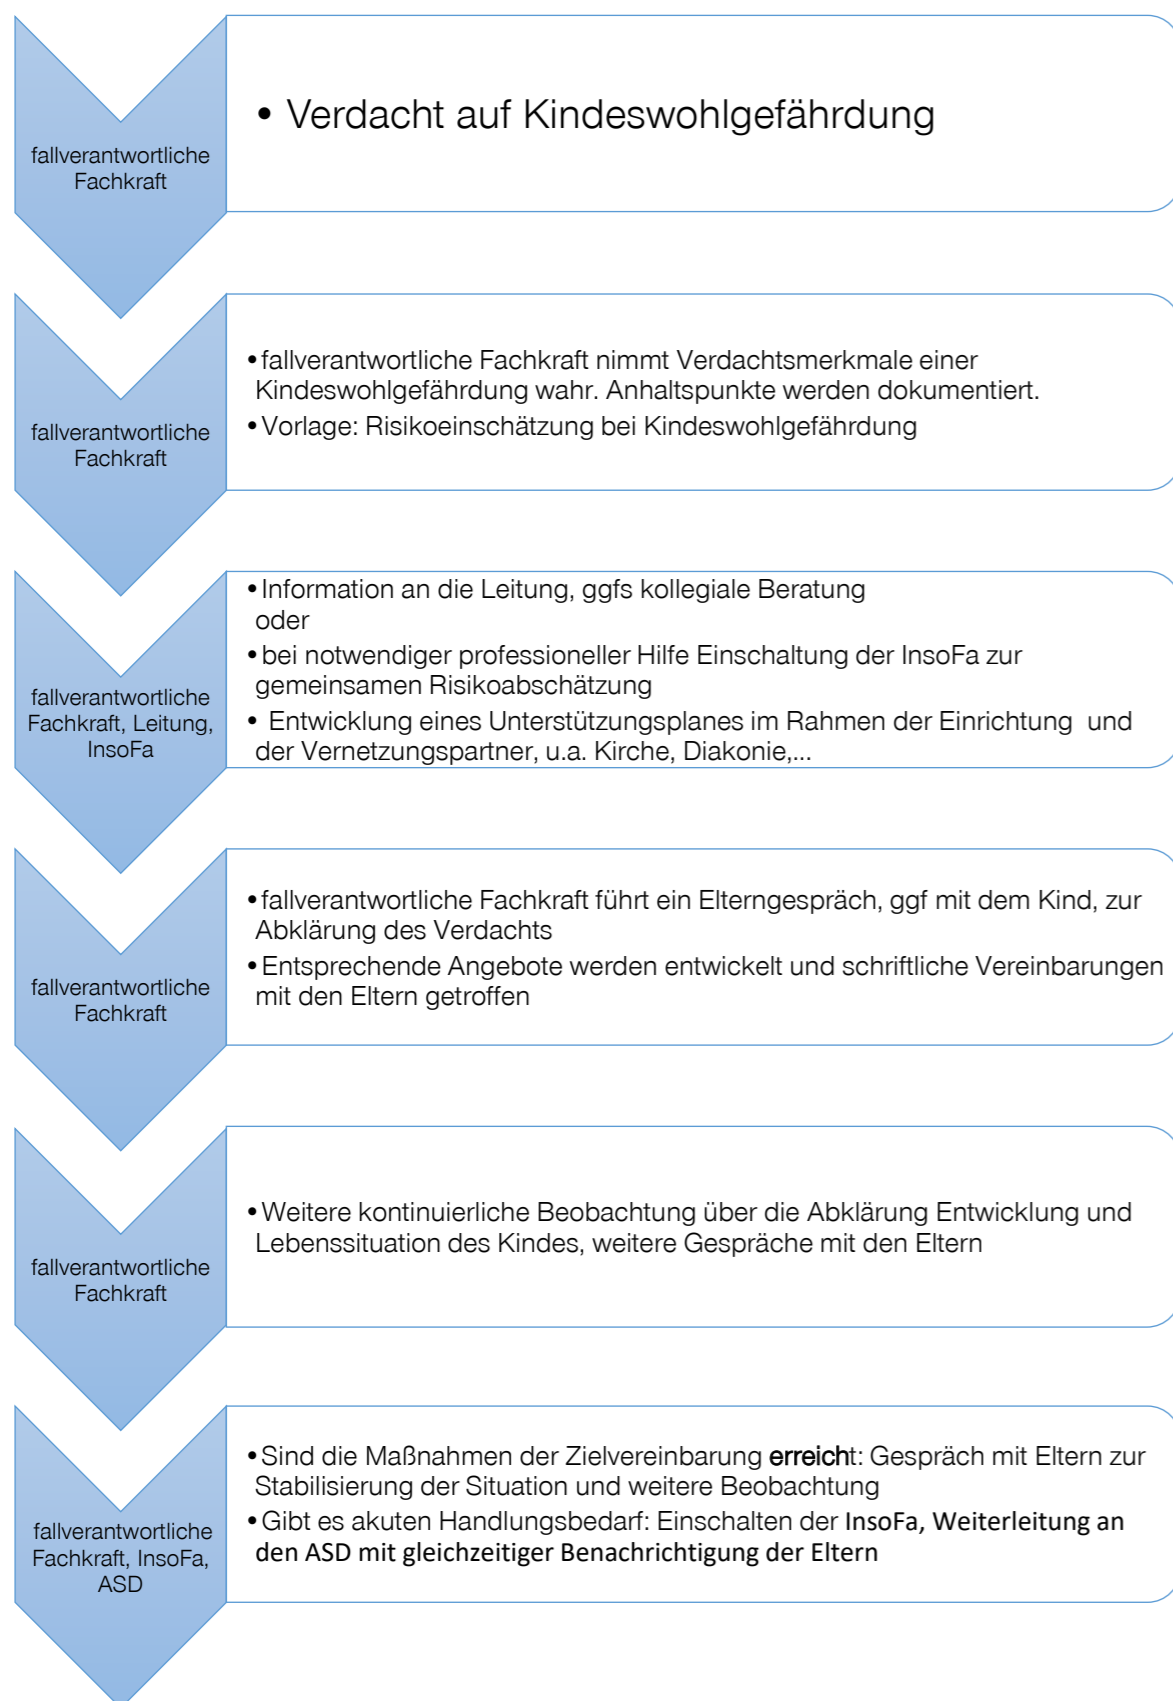 fallverantwortliche
Fachkraft
• Verdacht auf Kindeswohlgefährdung
fallverantwortliche
Fachkraft
• fallverantwortliche Fachkraft nimmt Verdachtsmerkmale einer
Kindeswohlgefährdung wahr. Anhaltspunkte werden dokumentiert.
• Vorlage: Risikoeinschätzung bei Kindeswohlgefährdung
fallverantwortliche
Fachkraft, Leitung,
InsoFa
• Information an die Leitung, ggfs kollegiale Beratung
oder
• bei notwendiger professioneller Hilfe Einschaltung der InsoFa zur
gemeinsamen Risikoabschätzung
• Entwicklung eines Unterstützungsplanes im Rahmen der Einrichtung und
der Vernetzungspartner, u.a. Kirche, Diakonie,...
fallverantwortliche
Fachkraft
• fallverantwortliche Fachkraft führt ein Elterngespräch, ggf mit dem Kind, zur
Abklärung des Verdachts
• Entsprechende Angebote werden entwickelt und schriftliche Vereinbarungen
mit den Eltern getroffen
fallverantwortliche
Fachkraft
• Weitere kontinuierliche Beobachtung über die Abklärung Entwicklung und
Lebenssituation des Kindes, weitere Gespräche mit den Eltern
fallverantwortliche
Fachkraft, InsoFa,
ASD
• Sind die Maßnahmen der Zielvereinbarung erreicht: Gespräch mit Eltern zur
Stabilisierung der Situation und weitere Beobachtung
• Gibt es akuten Handlungsbedarf: Einschalten der InsoFa, Weiterleitung an
den ASD mit gleichzeitiger Benachrichtigung der Eltern